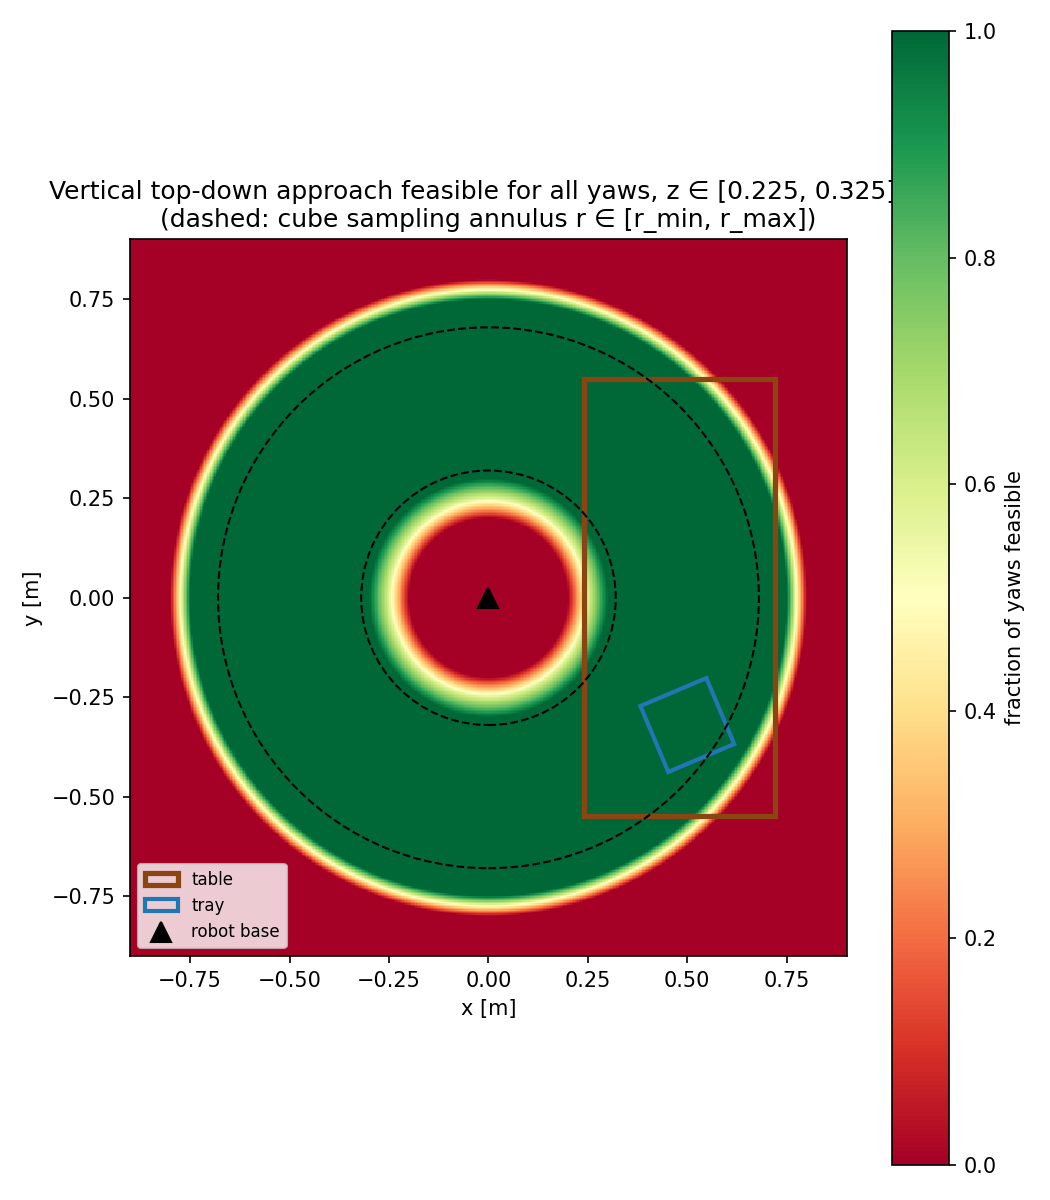 Vertical top-down approach feasible for all yaws, z ∈ [0.225, 0.325]
(dashed: cube sampling annulus r ∈ [r_min, r_max])
1.0
0.8
0.6
0.4
0.2
0.0
fraction of yaws feasible
0.75
0.50
0.25
0.00
−0.25
−0.50
−0.75
y [m]
table
tray
robot base
−0.75 −0.50 −0.25 0.00 0.25 0.50 0.75
x [m]